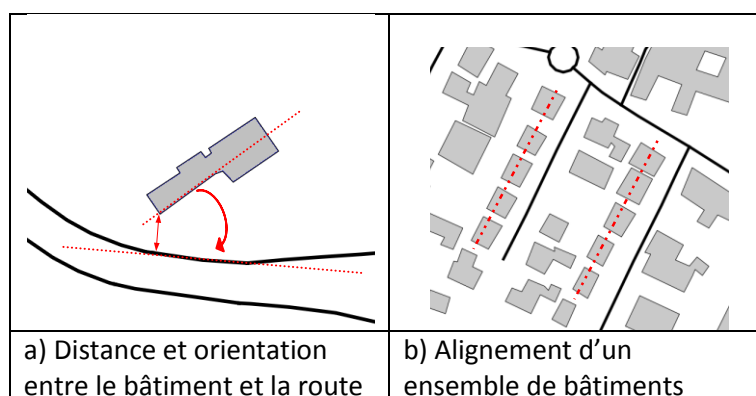 a) Distance et orientation
entre le bâtiment et la route
b) Alignement d’un
ensemble de bâtiments